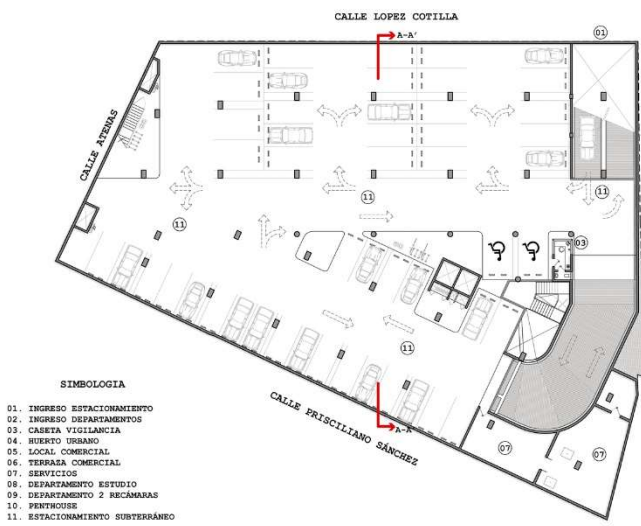 CALLE LOPEZ COTILLA
A-A'
01
CALLE ATENAS
11
11
11
03
11
A-A
CALLE PRISCILIANO SÁNCHEZ
07
07
SIMBOLOGIA
01. INGRESO ESTACIONAMIENTO
02. INGRESO DEPARTAMENTOS
03. CASETA VIGILANCIA
04. HUERTO URBANO
05. LOCAL COMERCIAL
06. TERRAZA COMERCIAL
07. SERVICIOS
08. DEPARTAMENTO ESTUDIO
09. DEPARTAMENTO 2 RECÁMARAS
10. PENTHOUSE
11. ESTACIONAMIENTO SUBTERRÁNEO